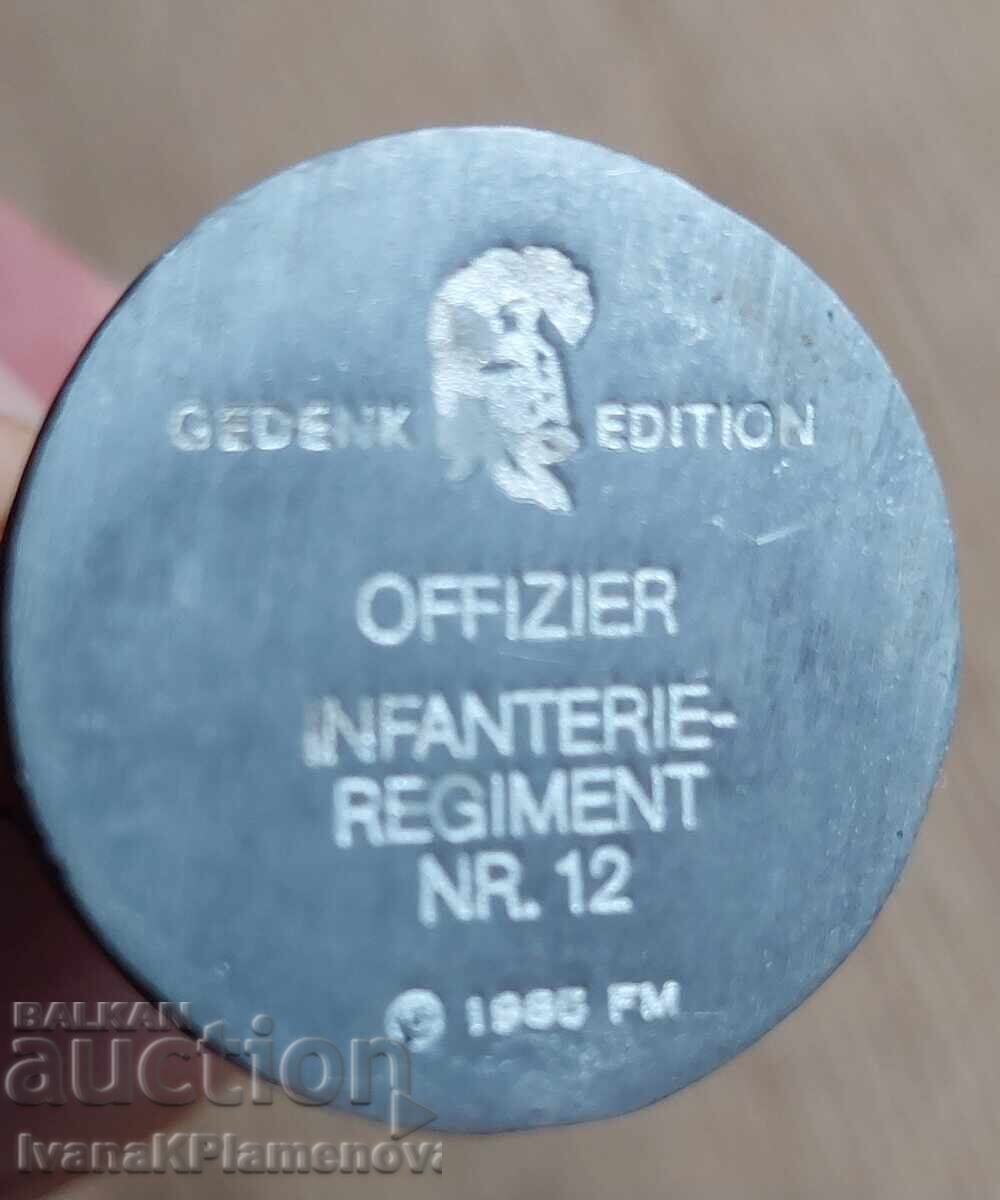 GEDENK EDITION
OFFIZIER
INFANTERIE-
REGIMENT
NR. 12
© 1985 FM
BALKAN
auction
IvanaKPlamenova